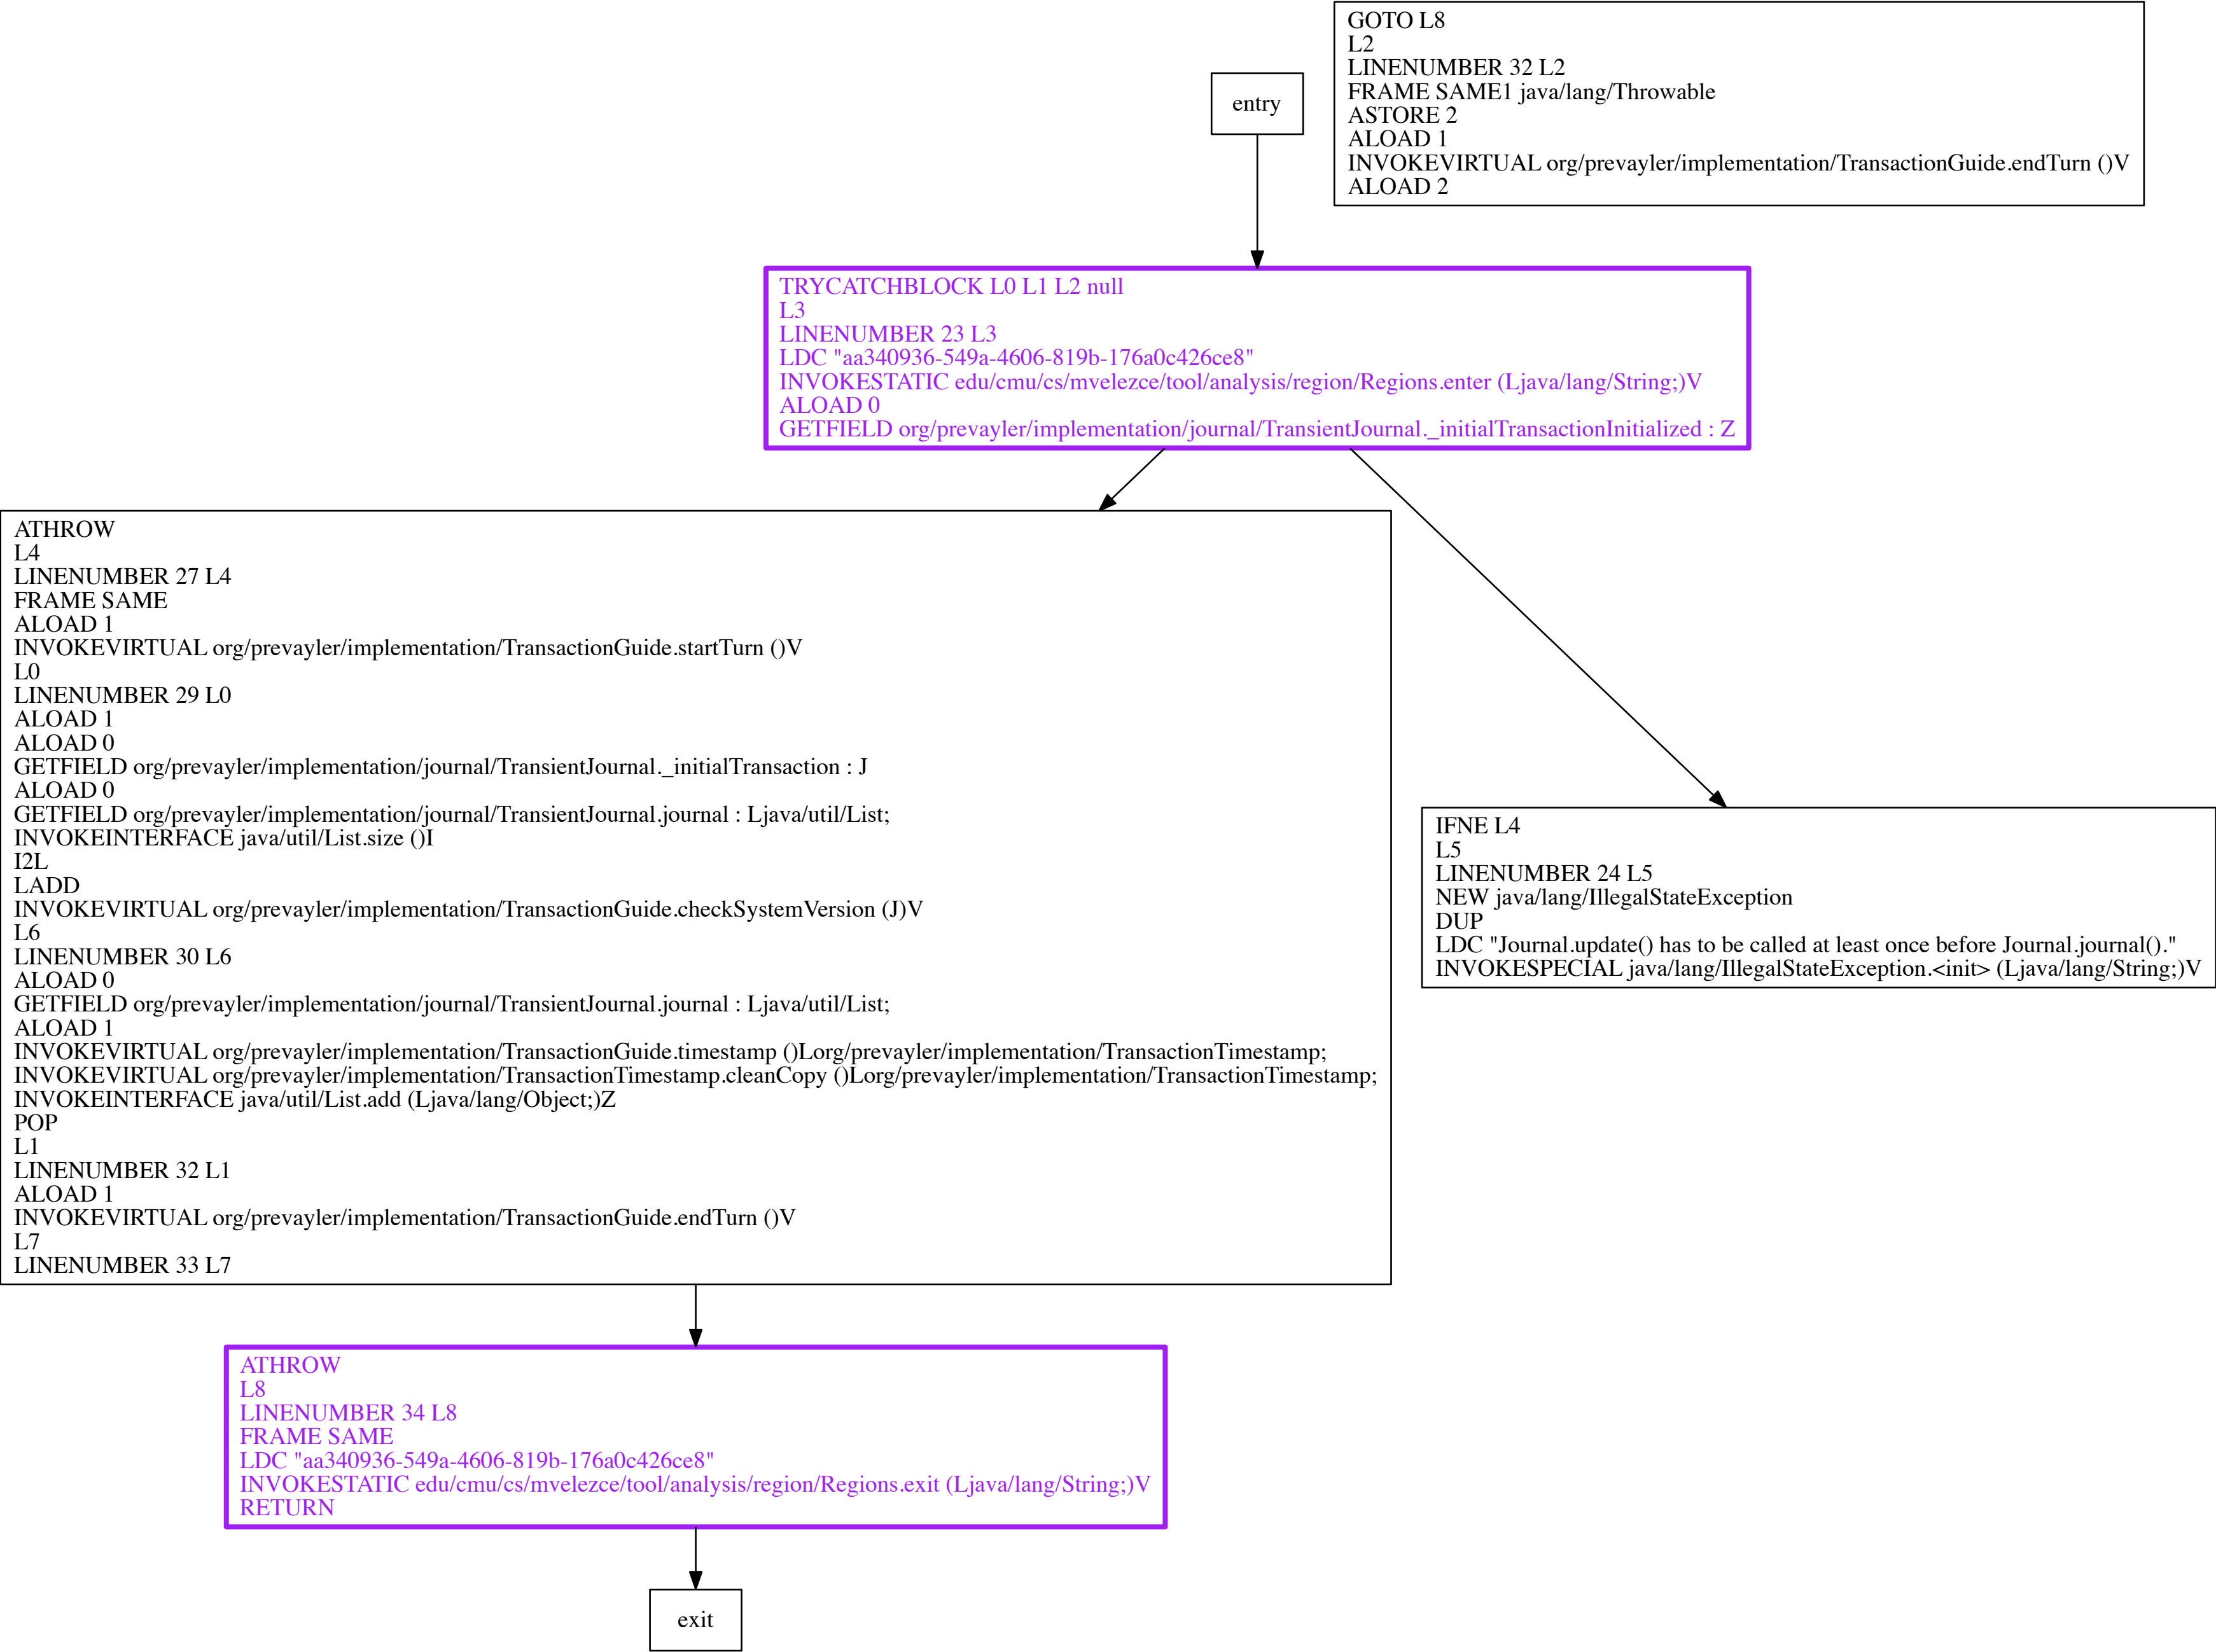 GOTO L8
L2
LINENUMBER 32 L2
FRAME SAME1 java/lang/Throwable
ASTORE 2
ALOAD 1
INVOKEVIRTUAL org/prevayler/implementation/TransactionGuide.endTurn ()V
ALOAD 2
entry
TRYCATCHBLOCK L0 L1 L2 null
L3
LINENUMBER 23 L3
LDC "aa340936-549a-4606-819b-176a0c426ce8"
INVOKESTATIC edu/cmu/cs/mvelezce/tool/analysis/region/Regions.enter (Ljava/lang/String;)V
ALOAD 0
GETFIELD org/prevayler/implementation/journal/TransientJournal._initialTransactionInitialized : Z
ATHROW
L4
LINENUMBER 27 L4
FRAME SAME
ALOAD 1
INVOKEVIRTUAL org/prevayler/implementation/TransactionGuide.startTurn ()V
L0
LINENUMBER 29 L0
ALOAD 1
ALOAD 0
GETFIELD org/prevayler/implementation/journal/TransientJournal._initialTransaction : J
ALOAD 0
GETFIELD org/prevayler/implementation/journal/TransientJournal.journal : Ljava/util/List;
INVOKEINTERFACE java/util/List.size ()I
I2L
LADD
INVOKEVIRTUAL org/prevayler/implementation/TransactionGuide.checkSystemVersion (J)V
L6
LINENUMBER 30 L6
ALOAD 0
GETFIELD org/prevayler/implementation/journal/TransientJournal.journal : Ljava/util/List;
ALOAD 1
INVOKEVIRTUAL org/prevayler/implementation/TransactionGuide.timestamp ()Lorg/prevayler/implementation/TransactionTimestamp;
INVOKEVIRTUAL org/prevayler/implementation/TransactionTimestamp.cleanCopy ()Lorg/prevayler/implementation/TransactionTimestamp;
INVOKEINTERFACE java/util/List.add (Ljava/lang/Object;)Z
POP
L1
LINENUMBER 32 L1
ALOAD 1
INVOKEVIRTUAL org/prevayler/implementation/TransactionGuide.endTurn ()V
L7
LINENUMBER 33 L7
IFNE L4
L5
LINENUMBER 24 L5
NEW java/lang/IllegalStateException
DUP
LDC "Journal.update() has to be called at least once before Journal.journal()."
INVOKESPECIAL java/lang/IllegalStateException.<init> (Ljava/lang/String;)V
ATHROW
L8
LINENUMBER 34 L8
FRAME SAME
LDC "aa340936-549a-4606-819b-176a0c426ce8"
INVOKESTATIC edu/cmu/cs/mvelezce/tool/analysis/region/Regions.exit (Ljava/lang/String;)V
RETURN
exit